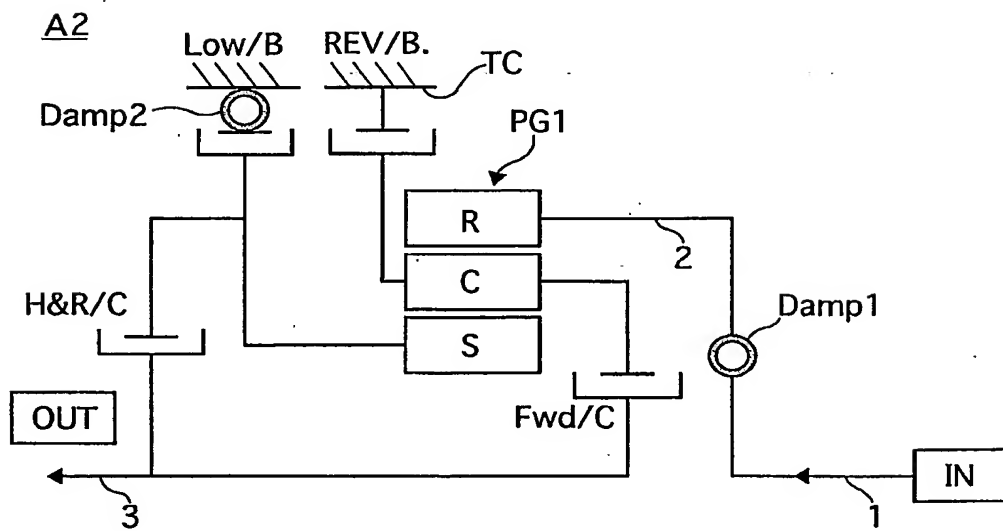 A2
Low/B REV/B.
TC
Damp2
PG1
R
2
C
Damp1
H&R/C
S
OUT
Fwd/C
IN
3
1